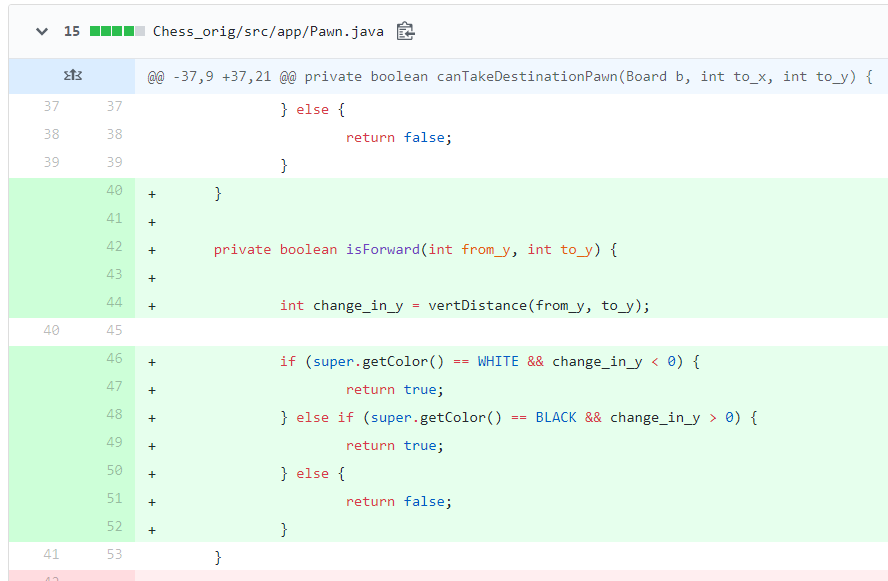 15 Chess_orig/src/app/Pawn.java
@@ -37,9 +37,21 @@ private boolean canTakeDestinationPawn(Board b, int to_x, int to_y) {
37 37 } else {
38 38 return false;
39 39 }
40 + }
41 +
42 + private boolean isForward(int from_y, int to_y) {
43 +
44 + int change_in_y = vertDistance(from_y, to_y);
40 45
46 + if (super.getColor() == WHITE && change_in_y < 0) {
47 + return true;
48 + } else if (super.getColor() == BLACK && change_in_y > 0) {
49 + return true;
50 + } else {
51 + return false;
52 + }
41 53 }
42